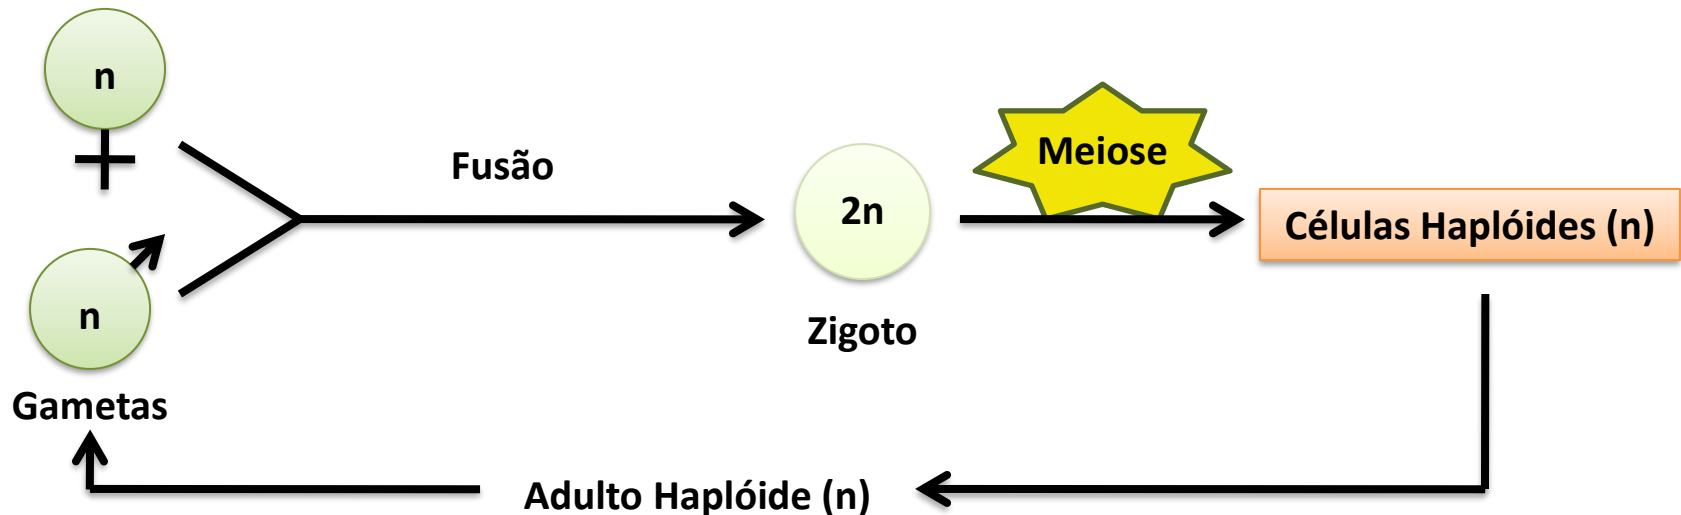 n
Fusão
Meiose
2n
Células Haplóides (n)
n
Zigoto
Gametas
Adulto Haplóide (n)